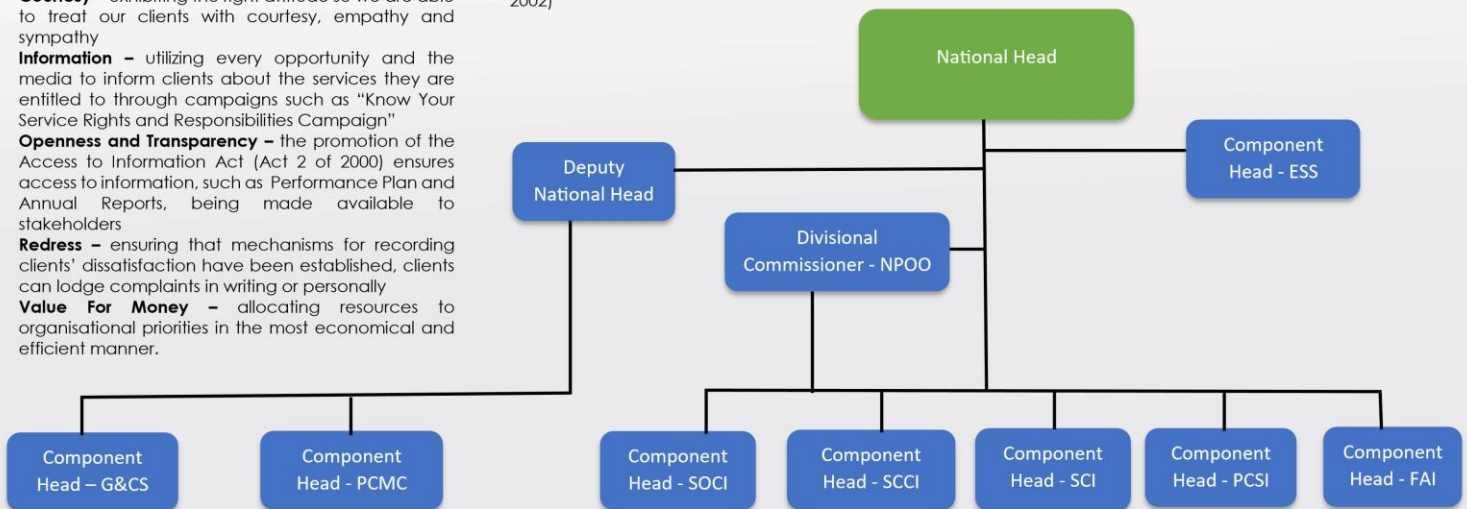 exhibiting the right attitude so we are able
to treat our clients with courtesy, empathy and
sympathy
Information – utilizing every opportunity and the
media to inform clients about the services they are
entitled to through campaigns such as “Know Your
Service Rights and Responsibilities Campaign”
Openness and Transparency – the promotion of the
Access to Information Act (Act 2 of 2000) ensures
access to information, such as Performance Plan and
Annual Reports, being made available to
stakeholders
Redress – ensuring that mechanisms for recording
clients’ dissatisfaction have been established, clients
can lodge complaints in writing or personally
Value For Money – allocating resources to
organisational priorities in the most economical and
efficient manner.
2002)
National Head
Component
Head - ESS
Deputy
National Head
Divisional
Commissioner - NPOO
Component
Head – G&CS
Component
Head - PCMC
Component
Head - SOCI
Component
Head - SCCI
Component
Head - SCI
Component
Head - PCSI
Component
Head - FAI